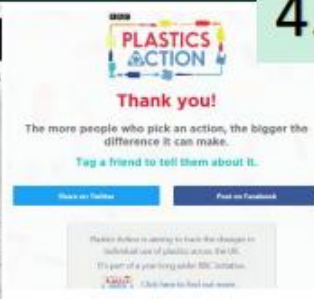 4.
BBC
PLASTICS
ACTION
Thank you!
The more people who pick an action, the bigger the
difference it can make.
Tag a friend to tell them about it.
Share on Twitter
Post on Facebook
Plastics Action is aiming to track the changes in
individual use of plastics across the UK.
It's part of a year long wider BBC initiative.
Click here to find out more